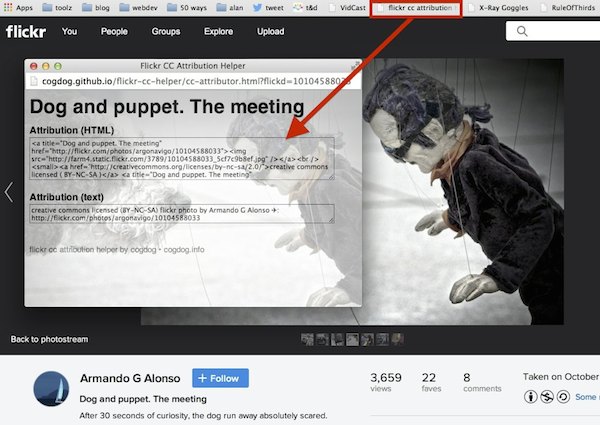 Apps toolz blog webdev 50 ways alan tweet t&d VidCast flickr cc attribution X-Ray Goggles RuleOfThirds
flickr You People Groups Explore Upload
Flickr CC Attribution Helper
cogdog.github.io/flickr-cc-helper/cc-attributor.html?flickd=10104588033
Dog and puppet. The meeting
Attribution (HTML)
<a title="Dog and puppet. The meeting"
href="http://flickr.com/photos/argonavigo/10104588033"><img
src="http://farm4.static.flickr.com/3789/10104588033_5cf7c9b8ef.jpg" /></a><br />
<small><a href="http://creativecommons.org/licenses/by-nc-sa/2.0/">creative commons
licensed ( BY-NC-SA )</a> <a title="Dog and puppet. The meeting"
Attribution (text)
creative commons licensed (BY-NC-SA) flickr photo by Armando G Alonso ✈:
http://flickr.com/photos/argonavigo/10104588033
flickr cc attribution helper by cogdog • cogdog.info
Back to photostream
Armando G Alonso + Follow
3,659 22 8 Taken on October
views faves comments
Dog and puppet. The meeting
Some
After 30 seconds of curiosity, the dog run away absolutely scared.